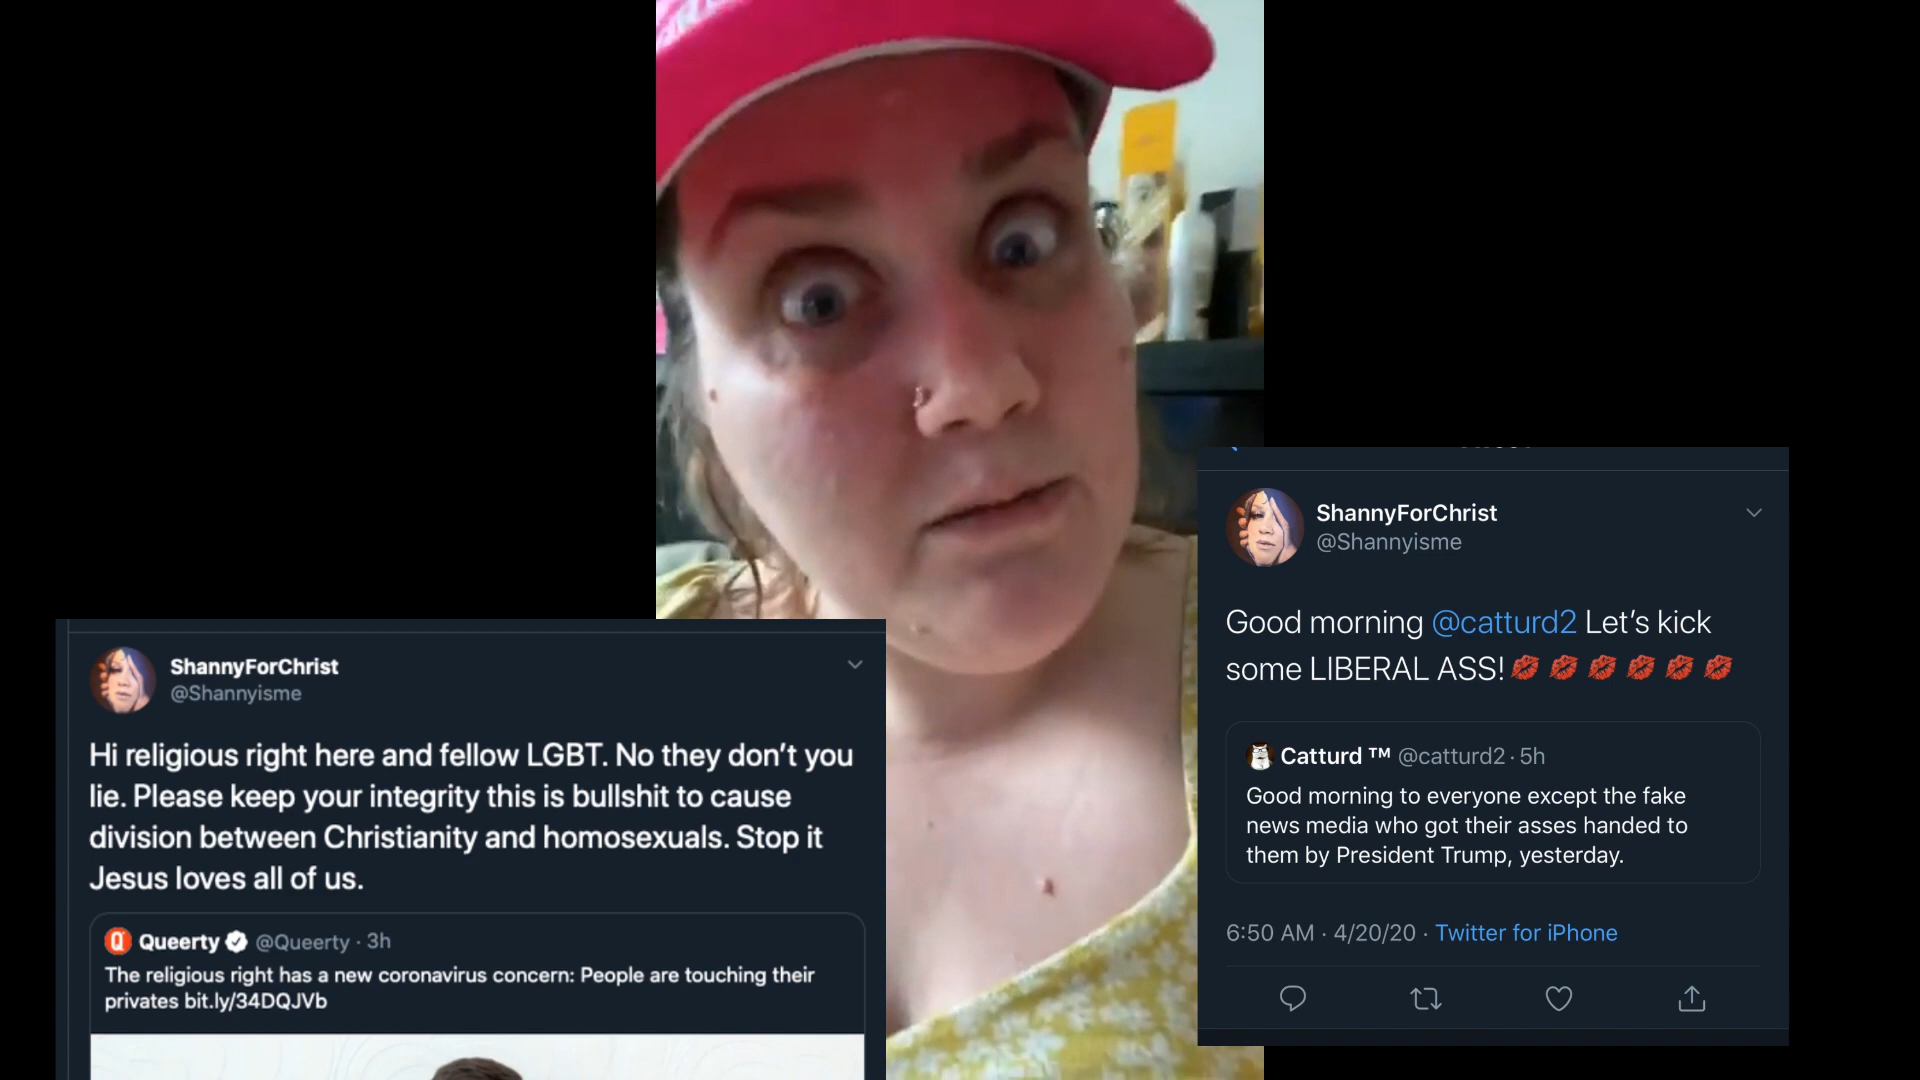 ShannyForChrist
@Shannyisme
Hi religious right here and fellow LGBT. No they don't you
lie. Please keep your integrity this is bullshit to cause
division between Christianity and homosexuals. Stop it
Jesus loves all of us.
Queerty @Queerty · 3h
The religious right has a new coronavirus concern: People are touching their
privates bit.ly/34DQJVb
ShannyForChrist
@Shannyisme
Good morning @catturd2 Let's kick
some LIBERAL ASS!💋💋💋💋💋💋
Catturd ™ @catturd2 · 5h
Good morning to everyone except the fake
news media who got their asses handed to
them by President Trump, yesterday.
6:50 AM · 4/20/20 · Twitter for iPhone